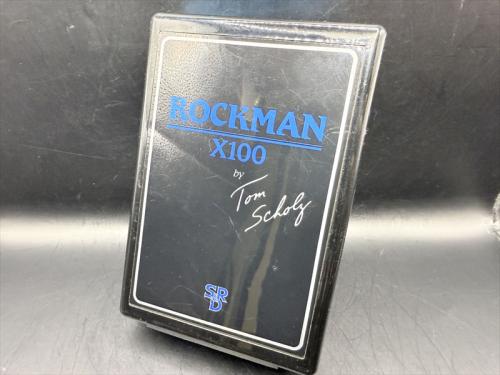 ROCKMAN
X100
by
Tom
Scholz
SR
D